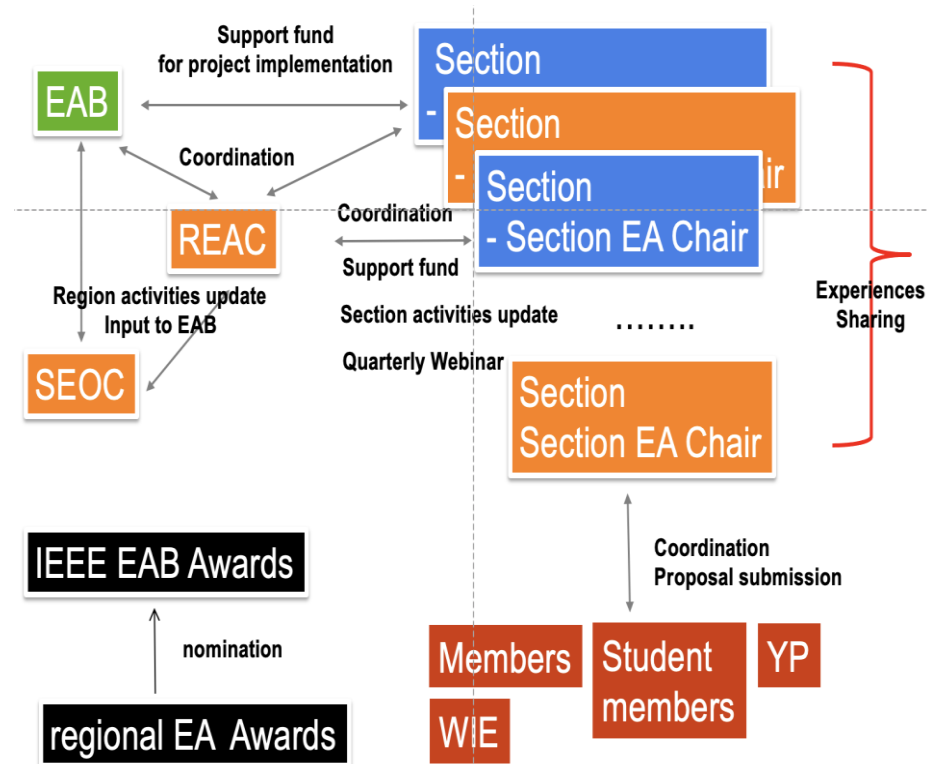 Support fund
for project implementation
EAB
Section
-
Section
- ir
Section
- Section EA Chair
Coordination
REAC
Coordination
Support fund
Region activities update
Input to EAB
Section activities update
........
Quarterly Webinar
Experiences
Sharing
SEOC
Section
Section EA Chair
IEEE EAB Awards
Coordination
Proposal submission
nomination
Members
Student
members
YP
WIE
regional EA Awards